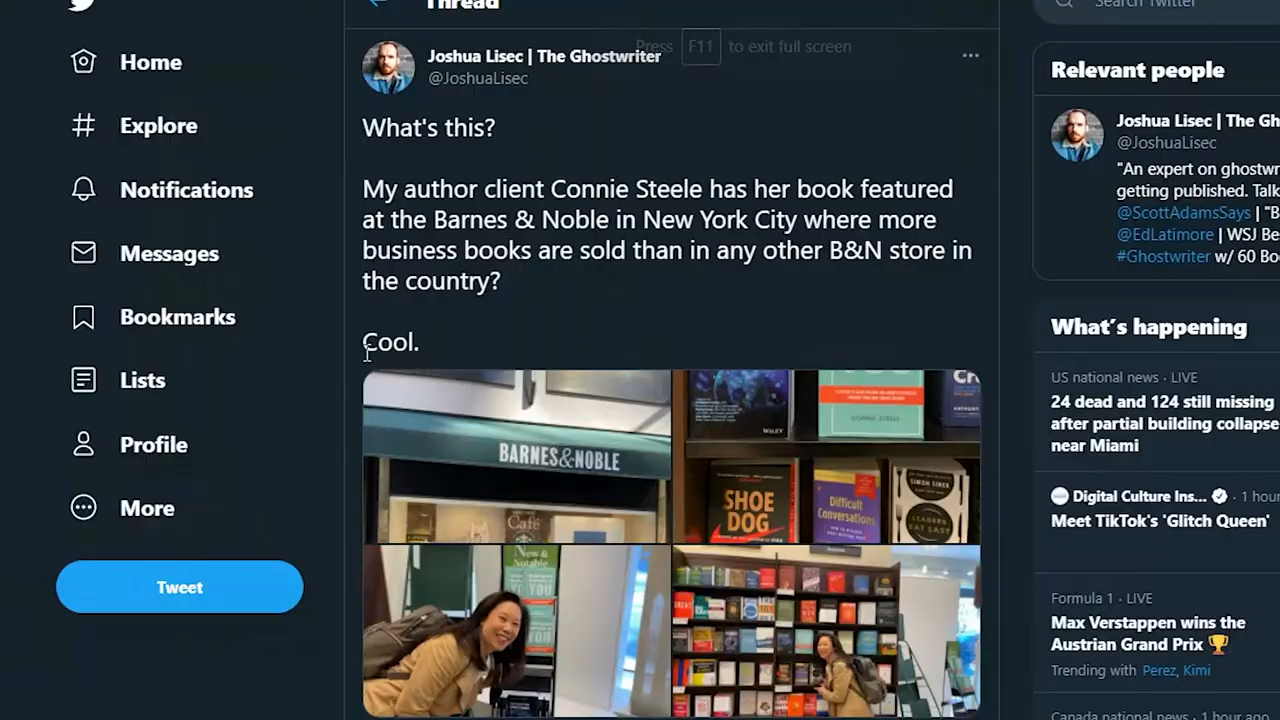 Thread
Search Twitter
Press F11 to exit full screen
Home
Explore
Notifications
Messages
Bookmarks
Lists
Profile
More
Tweet
Joshua Lisec | The Ghostwriter
@JoshuaLisec
What's this?
My author client Connie Steele has her book featured
at the Barnes & Noble in New York City where more
business books are sold than in any other B&N store in
the country?
Cool.
BARNES&NOBLE
Café
WILEY
CONNIE STEELE
SHOE
DOG
Difficult
Conversations
SIMON SINEK
LEADERS
EAT LAST
New &
Notable
YOU
YOU
Relevant people
Joshua Lisec | The Gh
@JoshuaLisec
"An expert on ghostwr
getting published. Talk
@ScottAdamsSays | "B
@EdLatimore | WSJ Be
#Ghostwriter w/ 60 Bo
What's happening
US national news · LIVE
24 dead and 124 still missing
after partial building collapse
near Miami
Digital Culture Ins... · 1 hour
Meet TikTok's 'Glitch Queen'
Formula 1 · LIVE
Max Verstappen wins the
Austrian Grand Prix 🏆
Trending with Perez, Kimi
Canada national news · 1 hour ago